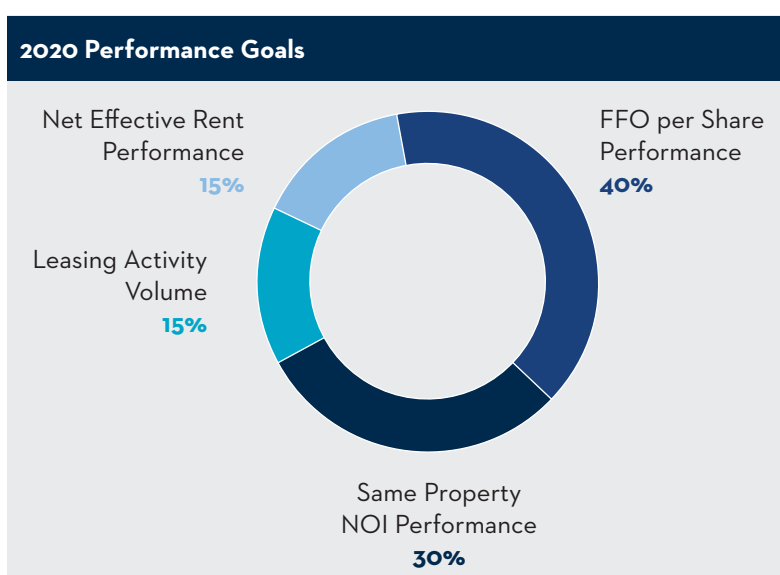 2020 Performance Goals
Net Effective Rent
Performance
15%
FFO per Share
Performance
40%
Leasing Activity
Volume
15%
Same Property
NOI Performance
30%